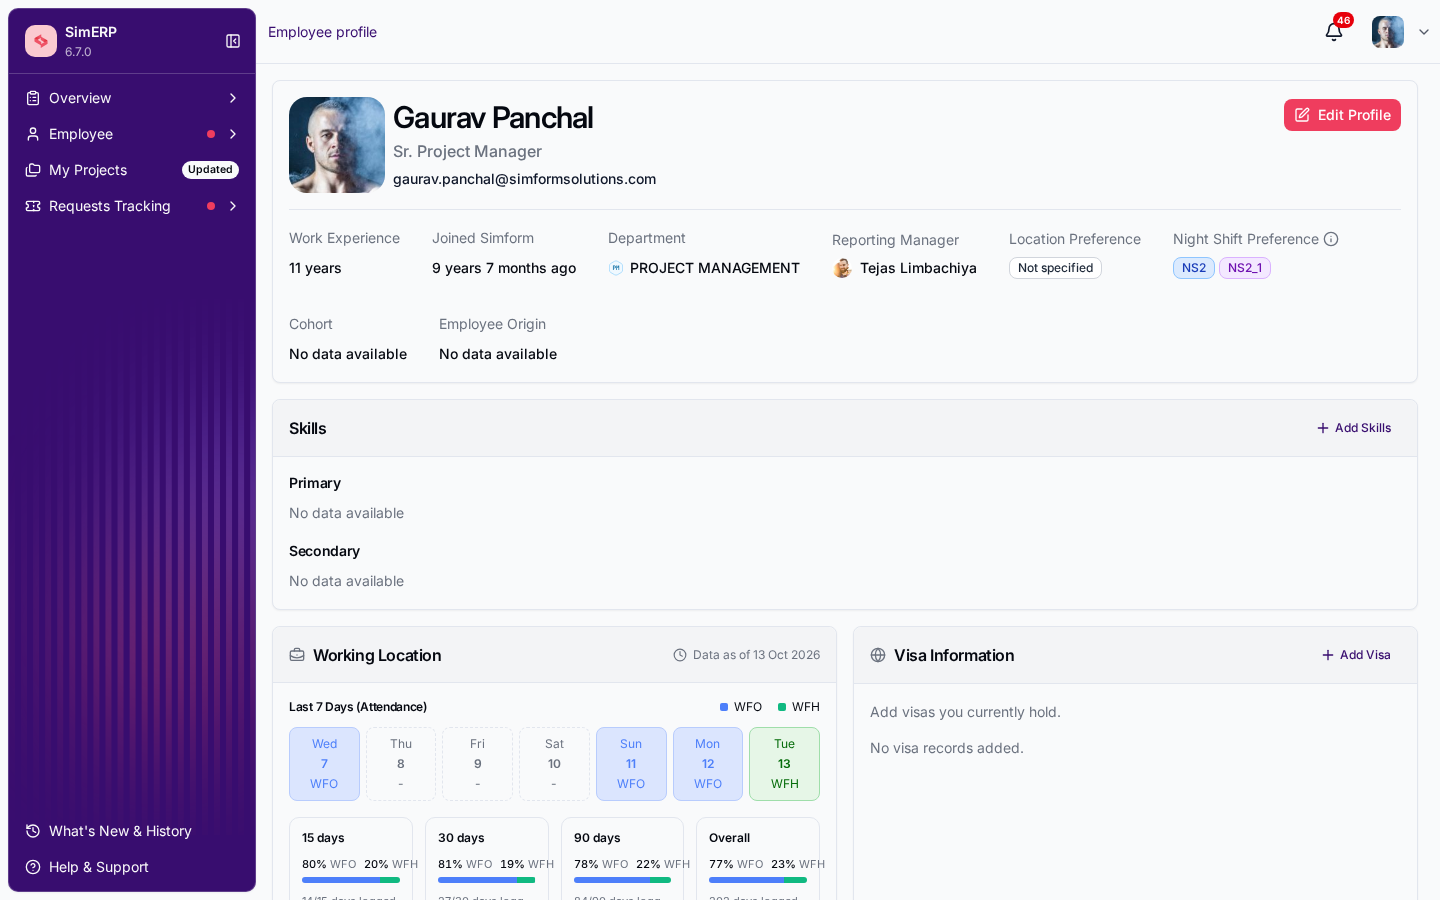 SimERP
6.7.0
Overview
Employee
My Projects
Updated
Requests Tracking
What's New & History
Help & Support
Employee profile
46
Gaurav Panchal
Sr. Project Manager
gaurav.panchal@simformsolutions.com
Edit Profile
Work Experience
11 years
Joined Simform
9 years 7 months ago
Department
PM PROJECT MANAGEMENT
Reporting Manager
Tejas Limbachiya
Location Preference
Not specified
Night Shift Preference
NS2 NS2_1
Cohort
No data available
Employee Origin
No data available
Skills
Add Skills
Primary
No data available
Secondary
No data available
Working Location
Data as of 13 Oct 2026
Last 7 Days (Attendance)
WFO WFH
Wed
7
WFO
Thu
8
-
Fri
9
-
Sat
10
-
Sun
11
WFO
Mon
12
WFO
Tue
13
WFH
15 days
80% WFO 20% WFH
30 days
81% WFO 19% WFH
90 days
78% WFO 22% WFH
Overall
77% WFO 23% WFH
Visa Information
Add Visa
Add visas you currently hold.
No visa records added.